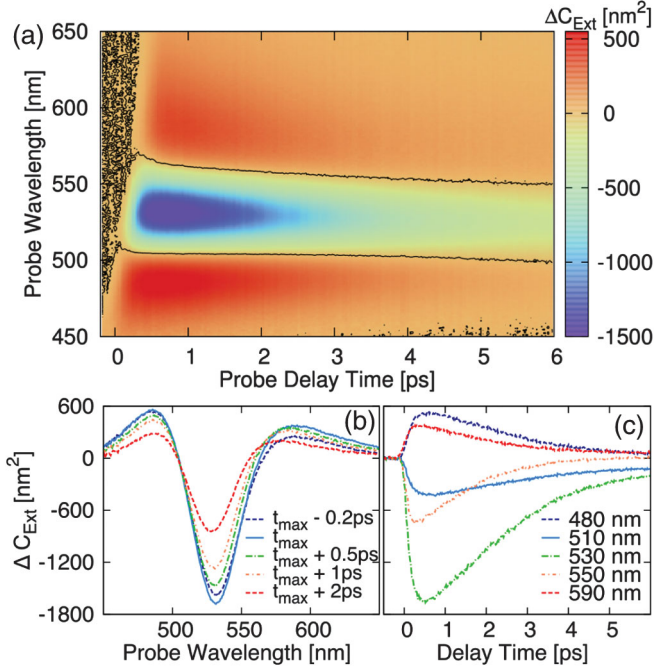 (a)
ΔC_Ext [nm²]
650
600
550
500
450
Probe Wavelength [nm]
0 1 2 3 4 5 6
Probe Delay Time [ps]
500
0
-500
-1000
-1500
(b)
600
0
-600
-1200
-1800
Δ C_Ext [nm²]
t_max - 0.2ps
t_max
t_max + 0.5ps
t_max + 1ps
t_max + 2ps
500 550 600
Probe Wavelength [nm]
(c)
480 nm
510 nm
530 nm
550 nm
590 nm
0 1 2 3 4 5 6
Delay Time [ps]